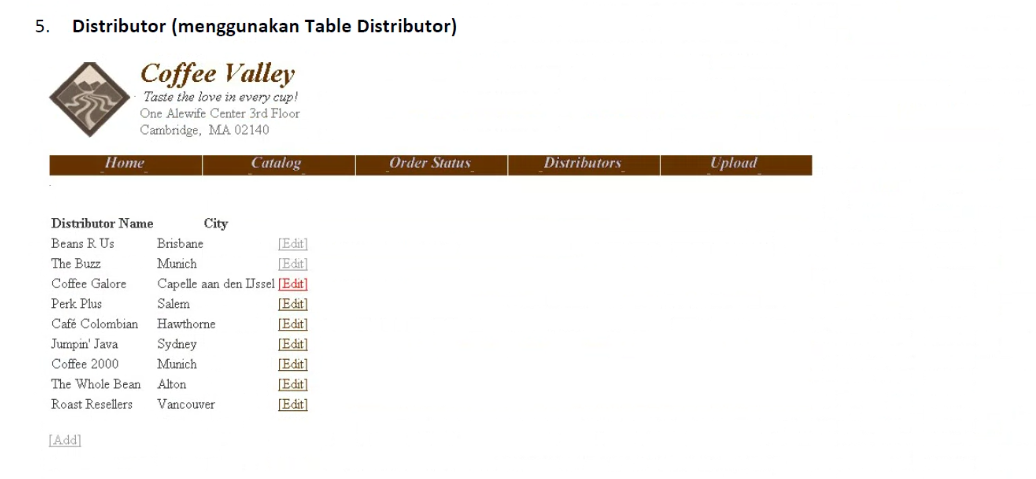 5. Distributor (menggunakan Table Distributor)
Coffee Valley
Taste the love in every cup!
One Alewife Center 3rd Floor
Cambridge, MA 02140
Home Catalog Order Status Distributors Upload
Distributor Name City
Beans R Us Brisbane [Edit]
The Buzz Munich [Edit]
Coffee Galore Capelle aan den IJssel [Edit]
Perk Plus Salem [Edit]
Café Colombian Hawthorne [Edit]
Jumpin' Java Sydney [Edit]
Coffee 2000 Munich [Edit]
The Whole Bean Alton [Edit]
Roast Resellers Vancouver [Edit]
[Add]